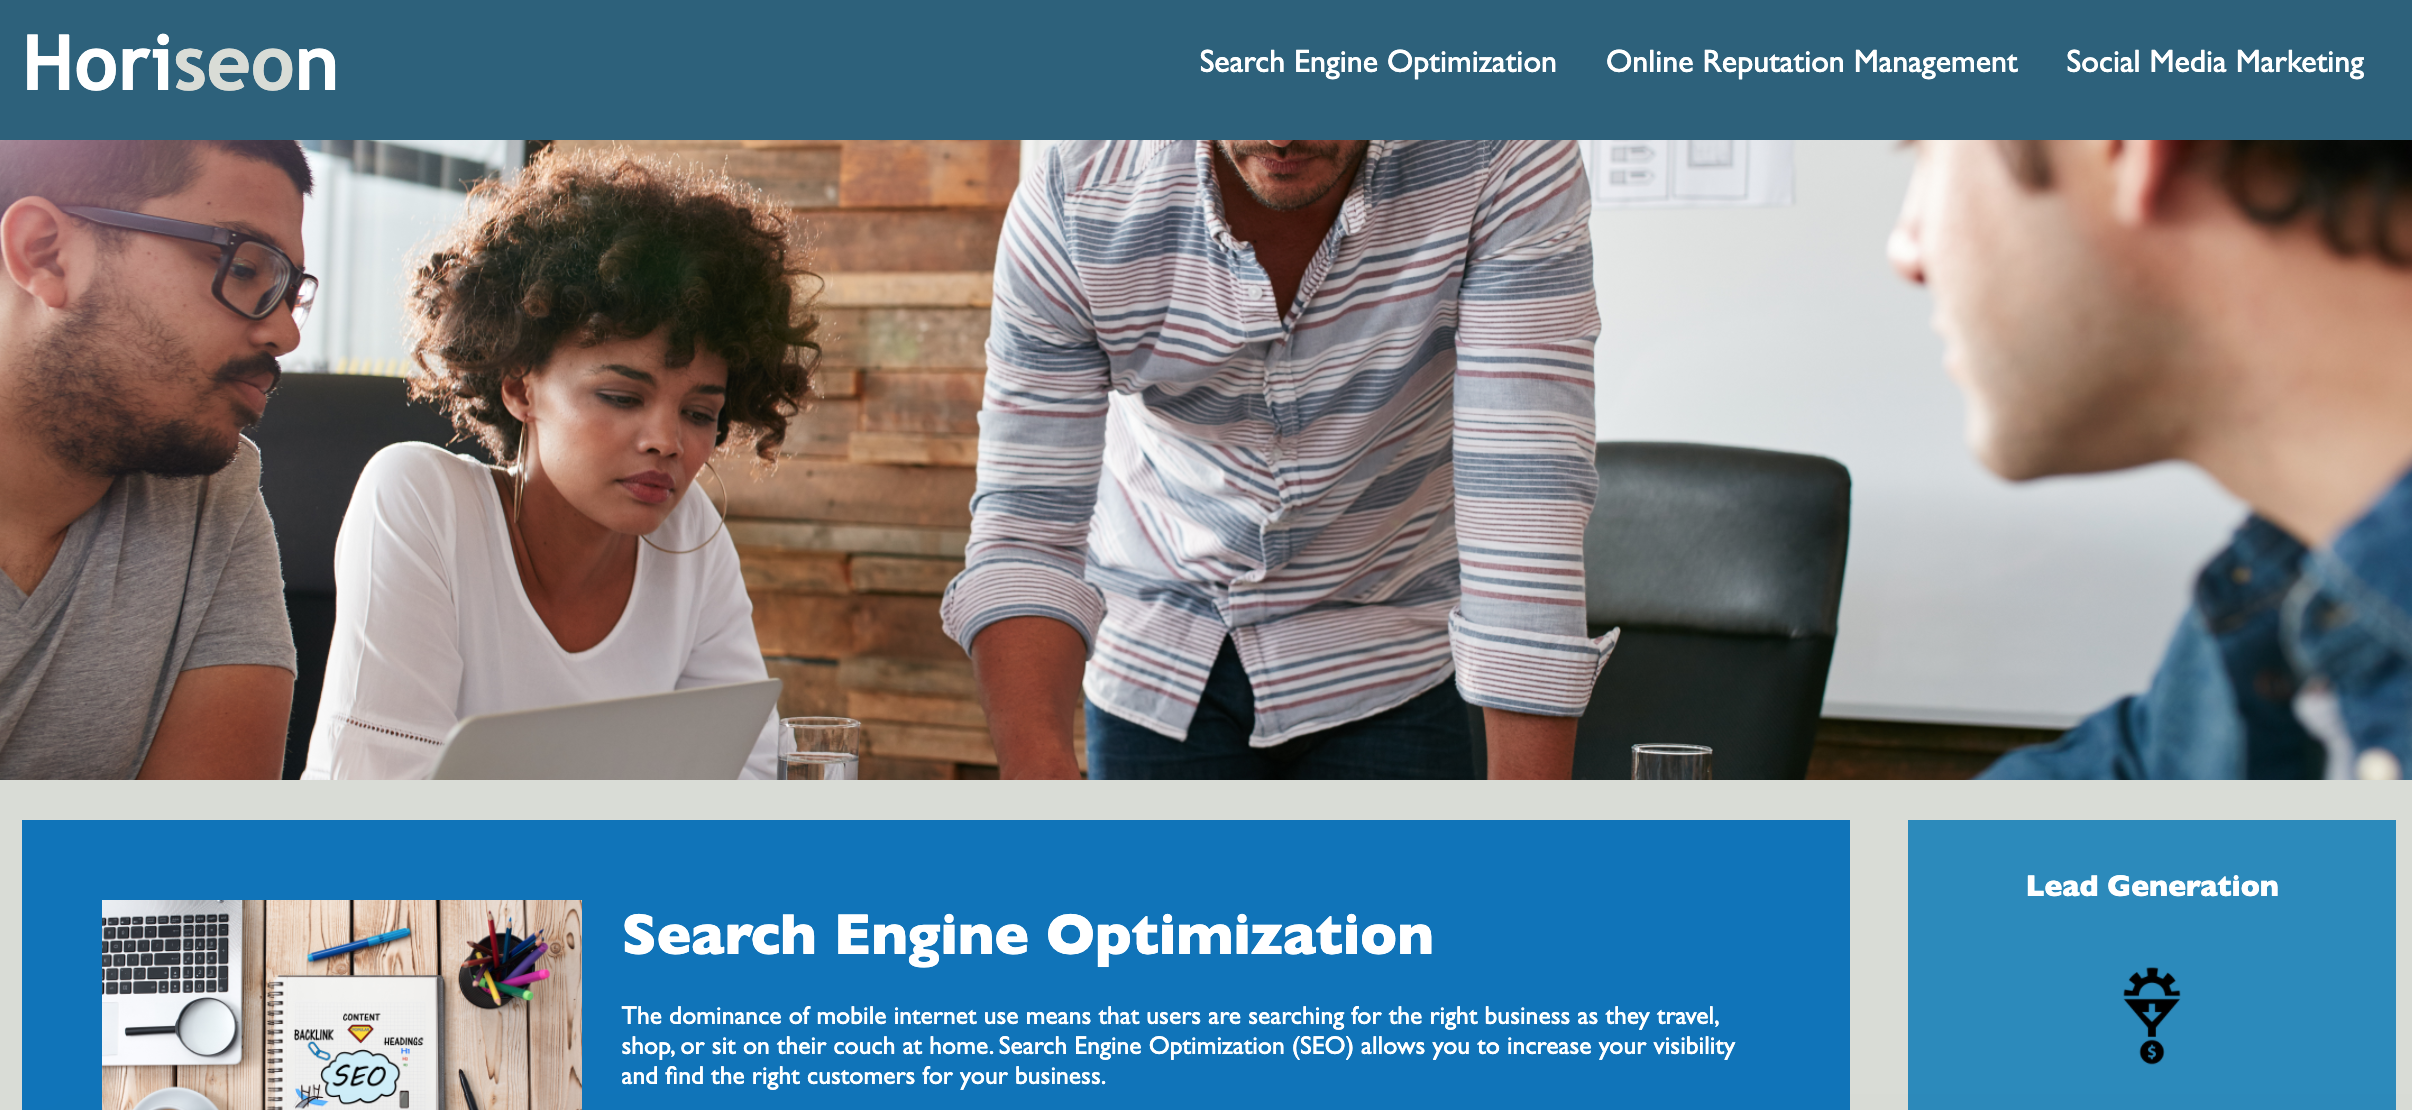 Horiseon
Search Engine Optimization
Online Reputation Management
Social Media Marketing
Search Engine Optimization
The dominance of mobile internet use means that users are searching for the right business as they travel,
shop, or sit on their couch at home. Search Engine Optimization (SEO) allows you to increase your visibility
and find the right customers for your business.
CONTENT
BACKLINK
HEADINGS
H1
SEO
Lead Generation
$